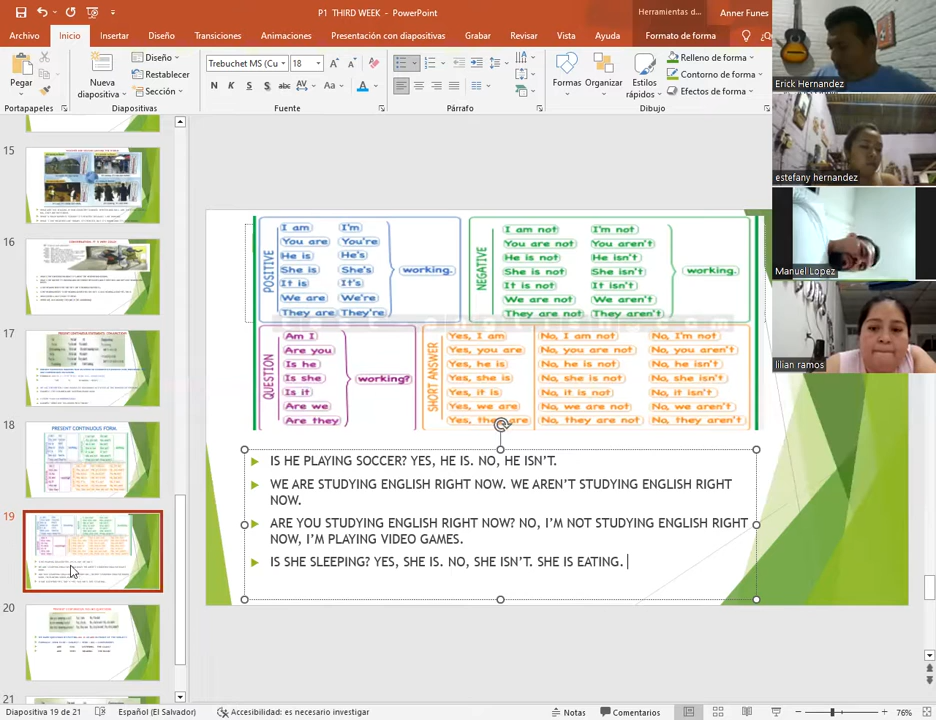 P1 THIRD WEEK - PowerPoint
Herramientas d...
Anner Funes
Archivo
Inicio
Insertar
Diseño
Transiciones
Animaciones
Presentación con diapositivas
Grabar
Revisar
Vista
Ayuda
Formato de forma
Pegar
Nueva
diapositiva
Diseño
Restablecer
Sección
Trebuchet MS (Cu
18
N K S abc AV Aa A
Formas
Organizar
Estilos
rápidos
Relleno de forma
Contorno de forma
Efectos de forma
Portapapeles
Diapositivas
Fuente
Párrafo
Dibujo
Erick Hernandez
estefany hernandez
Manuel Lopez
lilian ramos
15
16
17
18
PRESENT CONTINUOUS FORM.
19
20
21
POSITIVE
I am I'm
You are You're
He is He's
She is She's
It is It's
We are We're
They are They're
working.
NEGATIVE
I am not I'm not
You are not You aren't
He is not He isn't
She is not She isn't
It is not It isn't
We are not We aren't
They are not They aren't
working.
QUESTION
Am I
Are you
Is he
Is she
Is it
Are we
Are they
working?
SHORT ANSWER
Yes, I am No, I am not No, I'm not
Yes, you are No, you are not No, you aren't
Yes, he is No, he is not No, he isn't
Yes, she is No, she is not No, she isn't
Yes, it is No, it is not No, it isn't
Yes, we are No, we are not No, we aren't
Yes, they are No, they are not No, they aren't
IS HE PLAYING SOCCER? YES, HE IS. NO, HE ISN'T.
WE ARE STUDYING ENGLISH RIGHT NOW. WE AREN'T STUDYING ENGLISH RIGHT
NOW.
ARE YOU STUDYING ENGLISH RIGHT NOW? NO, I'M NOT STUDYING ENGLISH RIGHT
NOW, I'M PLAYING VIDEO GAMES.
IS SHE SLEEPING? YES, SHE IS. NO, SHE ISN'T. SHE IS EATING.
Diapositiva 19 de 21
Español (El Salvador)
Accesibilidad: es necesario investigar
Notas
Comentarios
76%